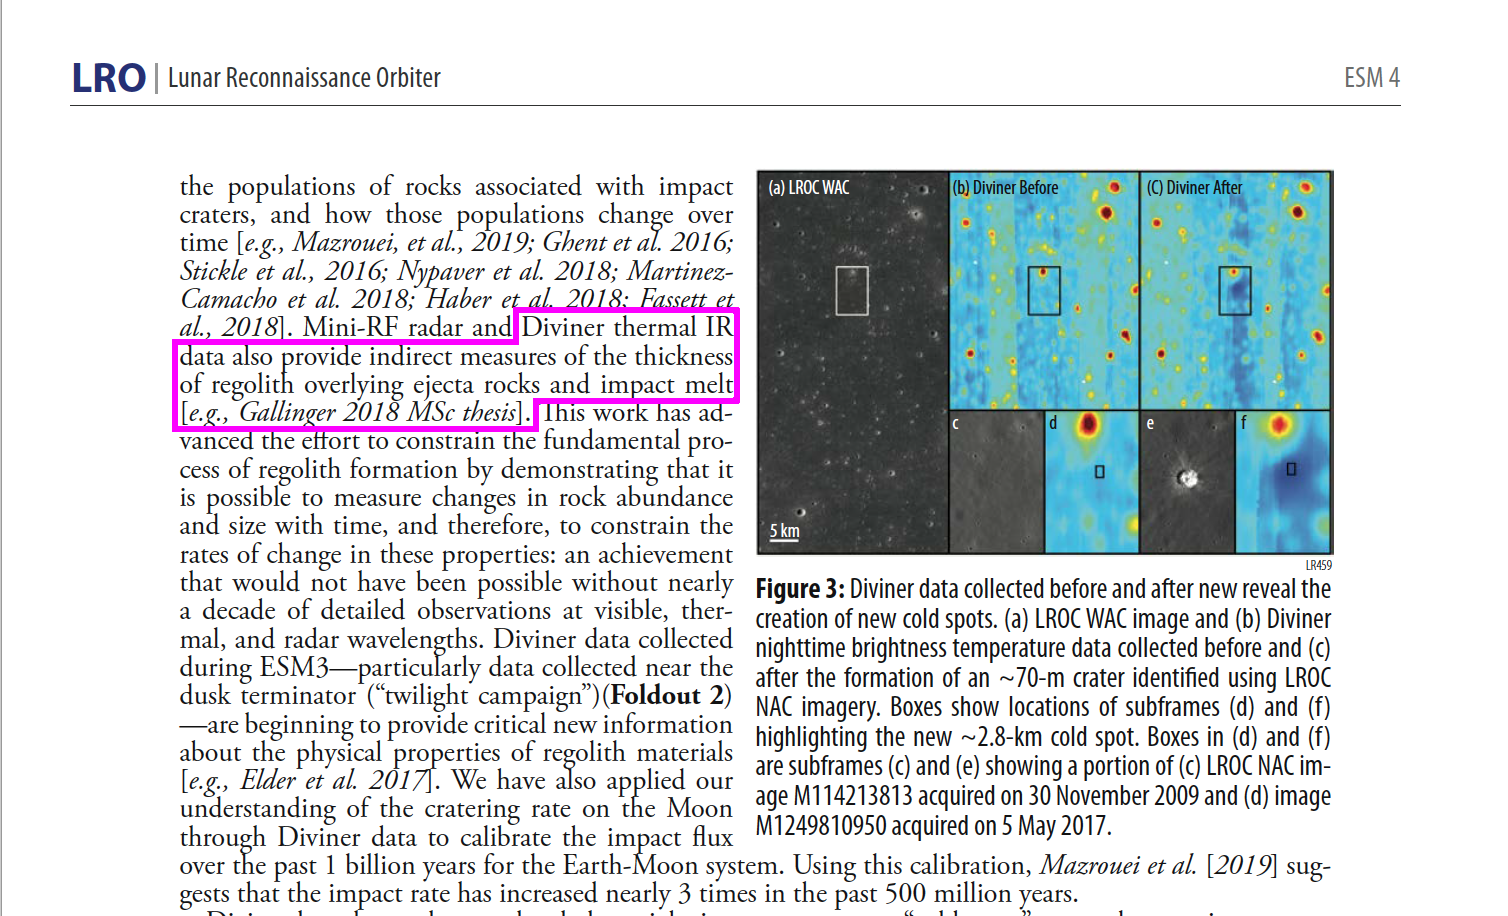 LRO | Lunar Reconnaissance Orbiter
ESM 4
the populations of rocks associated with impact
craters, and how those populations change over
time [e.g., Mazrouei, et al., 2019; Ghent et al. 2016;
Stickle et al., 2016; Nypaver et al. 2018; Martinez-
Camacho et al. 2018; Haber et al. 2018; Fassett et
al., 2018]. Mini-RF radar and Diviner thermal IR
data also provide indirect measures of the thickness
of regolith overlying ejecta rocks and impact melt
[e.g., Gallinger 2018 MSc thesis]. This work has ad-
vanced the effort to constrain the fundamental pro-
cess of regolith formation by demonstrating that it
is possible to measure changes in rock abundance
and size with time, and therefore, to constrain the
rates of change in these properties: an achievement
that would not have been possible without nearly
a decade of detailed observations at visible, ther-
mal, and radar wavelengths. Diviner data collected
during ESM3—particularly data collected near the
dusk terminator (“twilight campaign”)(Foldout 2)
—are beginning to provide critical new information
about the physical properties of regolith materials
[e.g., Elder et al. 2017]. We have also applied our
understanding of the cratering rate on the Moon
through Diviner data to calibrate the impact flux
over the past 1 billion years for the Earth-Moon system. Using this calibration, Mazrouei et al. [2019] sug-
gests that the impact rate has increased nearly 3 times in the past 500 million years.
(a) LROC WAC
(b) Diviner Before
(C) Diviner After
c
d
e
f
5 km
LR459
Figure 3: Diviner data collected before and after new reveal the
creation of new cold spots. (a) LROC WAC image and (b) Diviner
nighttime brightness temperature data collected before and (c)
after the formation of an ~70-m crater identified using LROC
NAC imagery. Boxes show locations of subframes (d) and (f)
highlighting the new ~2.8-km cold spot. Boxes in (d) and (f)
are subframes (c) and (e) showing a portion of (c) LROC NAC im-
age M114213813 acquired on 30 November 2009 and (d) image
M1249810950 acquired on 5 May 2017.